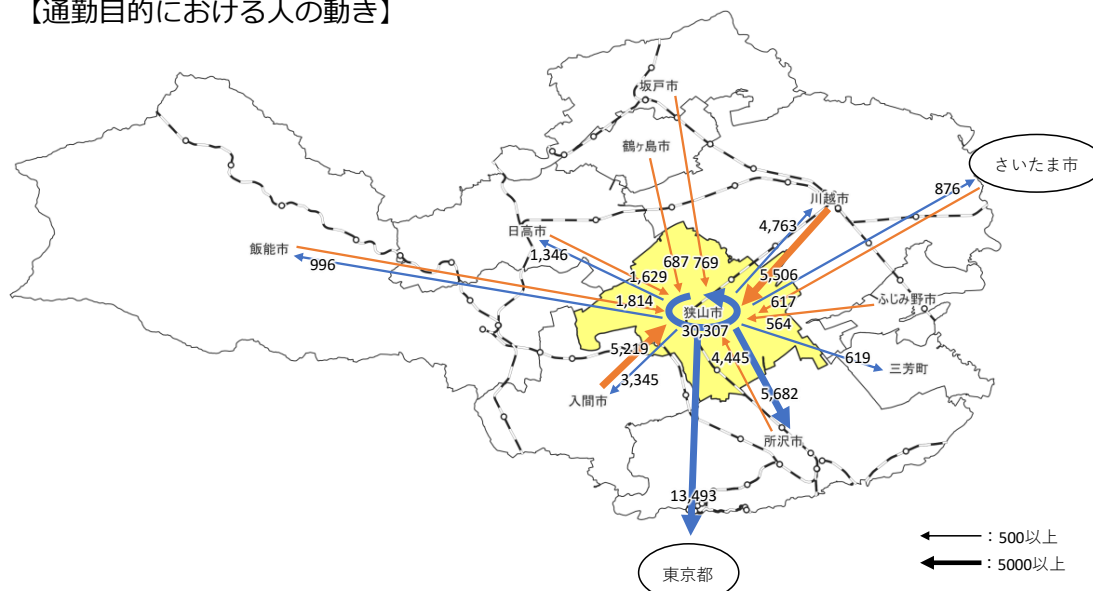 【通勤目的における人の動き】
坂戸市
鶴ヶ島市
さいたま市
876
川越市
4,763
日高市
飯能市
1,346
996
687
769
1,629
5,506
1,814
617
ふじみ野市
狭山市
564
30,307
5,219
4,445
619
三芳町
3,345
5,682
入間市
所沢市
13,493
：500以上
：5000以上
東京都